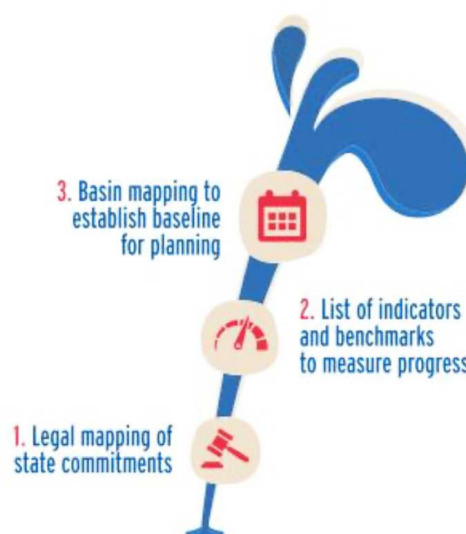 3. Basin mapping to
establish baseline
for planning
2. List of indicators
and benchmarks
to measure progress
1. Legal mapping of
state commitments